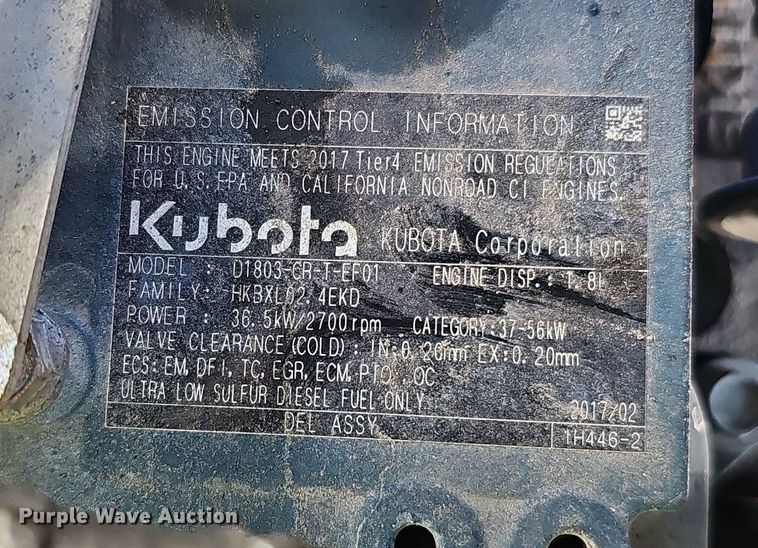 EMISSION CONTROL INFORMATION
THIS ENGINE MEETS 2017 Tier4 EMISSION REGULATIONS
FOR U.S. EPA AND CALIFORNIA NONROAD CI ENGINES.
Kubota KUBOTA Corporation
MODEL : D1803-CR-T-EF01 ENGINE DISP.: 1.8l
FAMILY: HKBXL02.4EKD
POWER : 36.5kW/2700rpm CATEGORY:37-56kW
VALVE CLEARANCE(COLD): IN:0.20mm EX:0.20mm
ECS: EM, DFI, TC, EGR, ECM, PTO OC
ULTRA LOW SULFUR DIESEL FUEL ONLY 2017/02
DEL ASSY 1H446-2
Purple Wave Auction